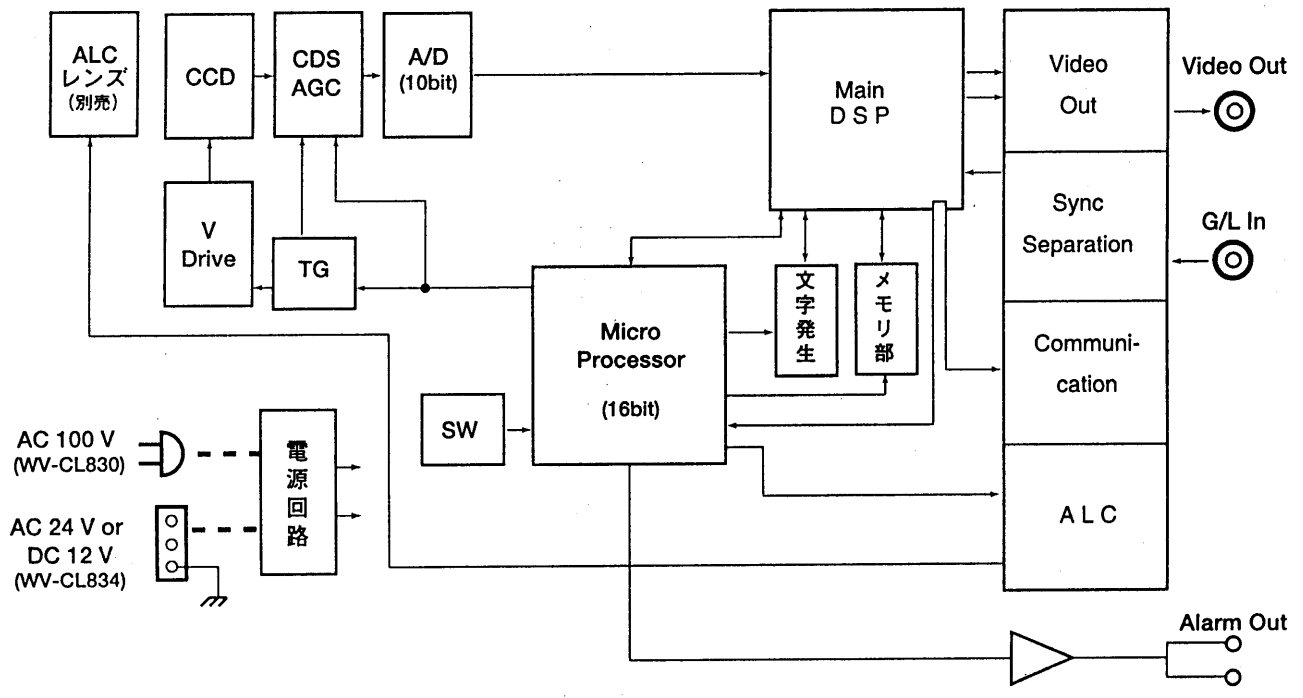 ALC
レンズ
(別売)
CCD
CDS
AGC
A/D
(10bit)
Main
D S P
Video
Out
Video Out
V
Drive
TG
Sync
Separation
G/L In
文字発生
メモリ部
Micro
Processor
(16bit)
Communi-
cation
SW
AC 100 V
(WV-CL830)
電源回路
A L C
AC 24 V or
DC 12 V
(WV-CL834)
Alarm Out